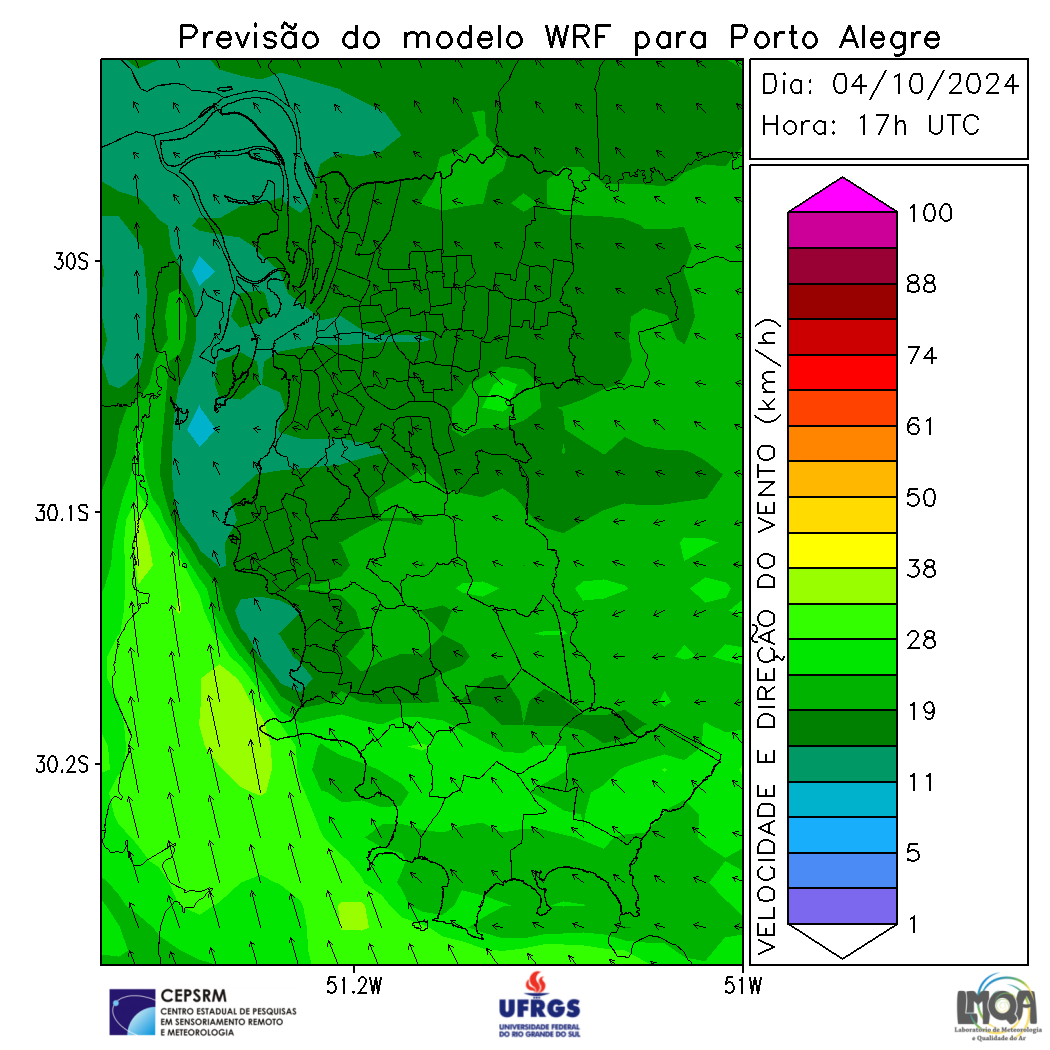 Previsão do modelo WRF para Porto Alegre
Dia: 04/10/2024
Hora: 17h UTC
30S
30.1S
30.2S
51.2W
51W
VELOCIDADE E DIREÇÃO DO VENTO (km/h)
100
88
74
61
50
38
28
19
11
5
1
CEPSRM
CENTRO ESTADUAL DE PESQUISAS
EM SENSORIAMENTO REMOTO
E METEOROLOGIA
UFRGS
UNIVERSIDADE FEDERAL
DO RIO GRANDE DO SUL
LMQA
Laboratório de Meteorologia
e Qualidade do Ar